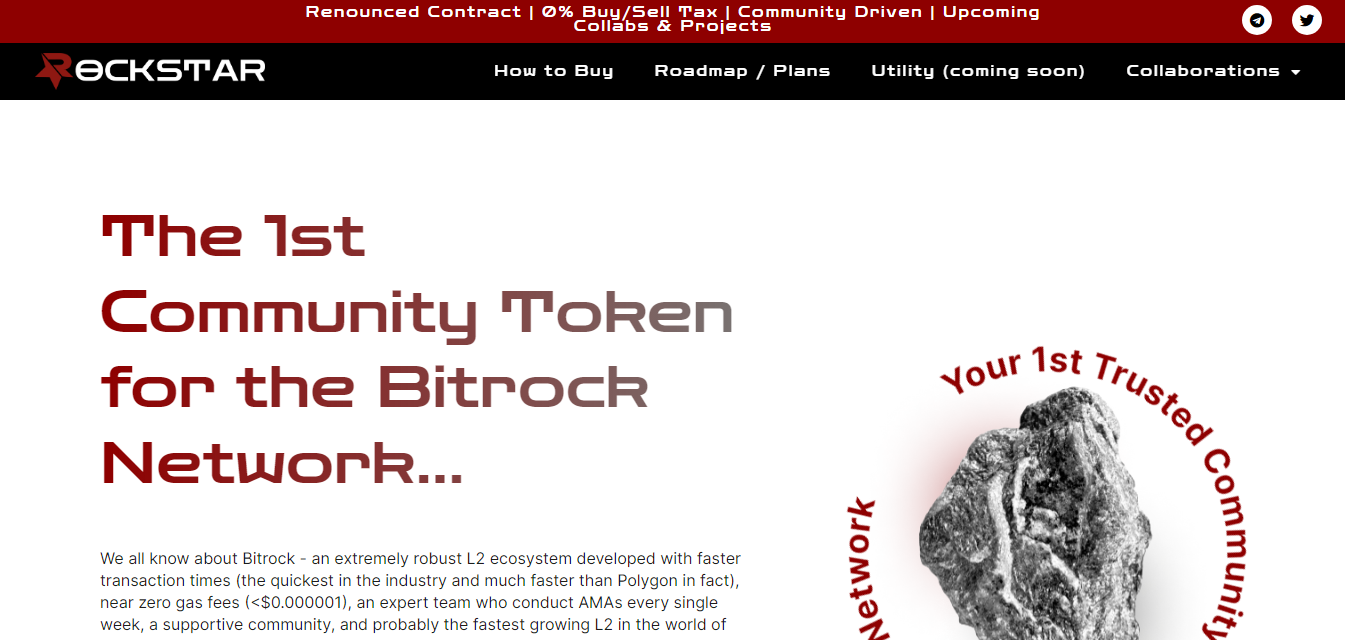 Renounced Contract | 0% Buy/Sell Tax | Community Driven | Upcoming
Collabs & Projects
ROCKSTAR
How to Buy
Roadmap / Plans
Utility (coming soon)
Collaborations
The 1st
Community Token
for the Bitrock
Network...
We all know about Bitrock - an extremely robust L2 ecosystem developed with faster
transaction times (the quickest in the industry and much faster than Polygon in fact),
near zero gas fees (<$0.000001), an expert team who conduct AMAs every single
week, a supportive community, and probably the fastest growing L2 in the world of
Your 1st Trusted Community
Network